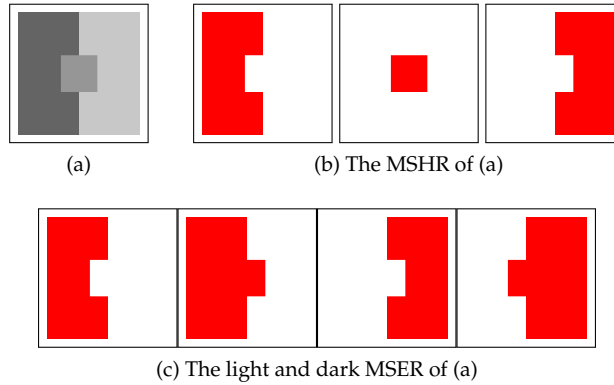 (a)
(b) The MSHR of (a)
(c) The light and dark MSER of (a)